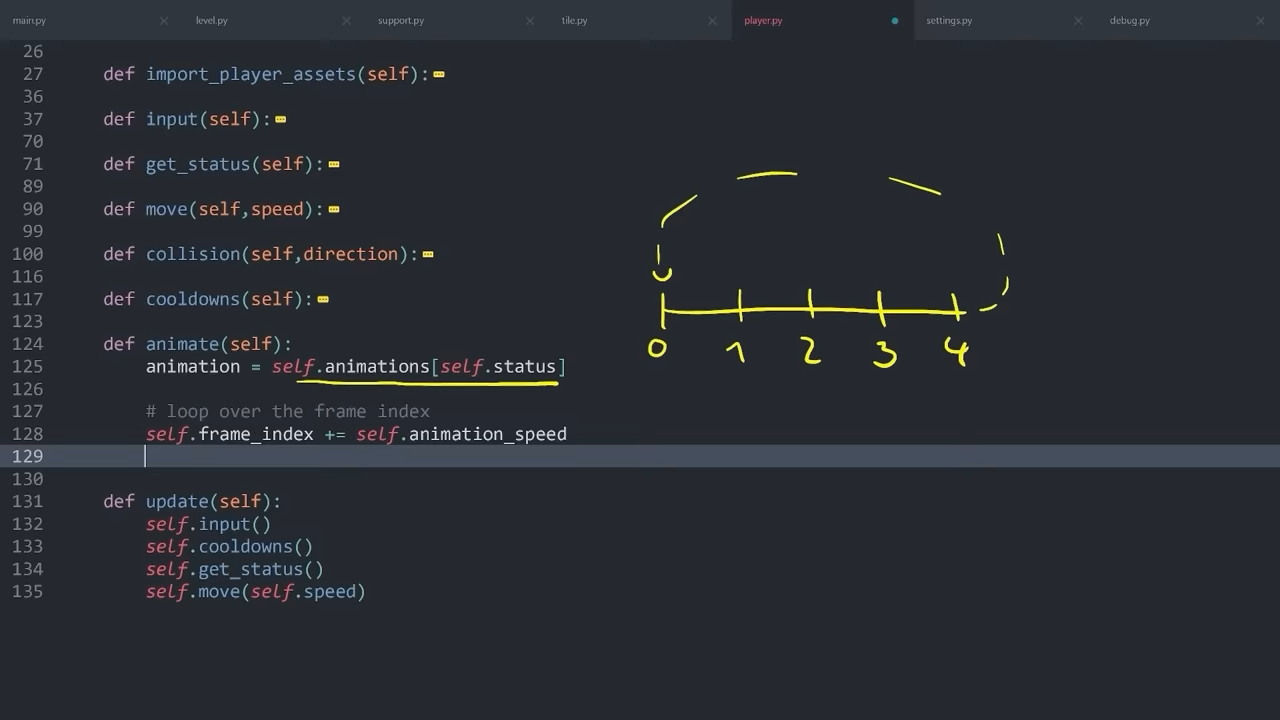 main.py level.py support.py tile.py player.py settings.py debug.py
26
27 def import_player_assets(self):
36
37 def input(self):
70
71 def get_status(self):
89
90 def move(self,speed):
99
100 def collision(self,direction):
116
117 def cooldowns(self):
123
124 def animate(self):
125 animation = self.animations[self.status]
126
127 # loop over the frame index
128 self.frame_index += self.animation_speed
129
130
131 def update(self):
132 self.input()
133 self.cooldowns()
134 self.get_status()
135 self.move(self.speed)
0 1 2 3 4